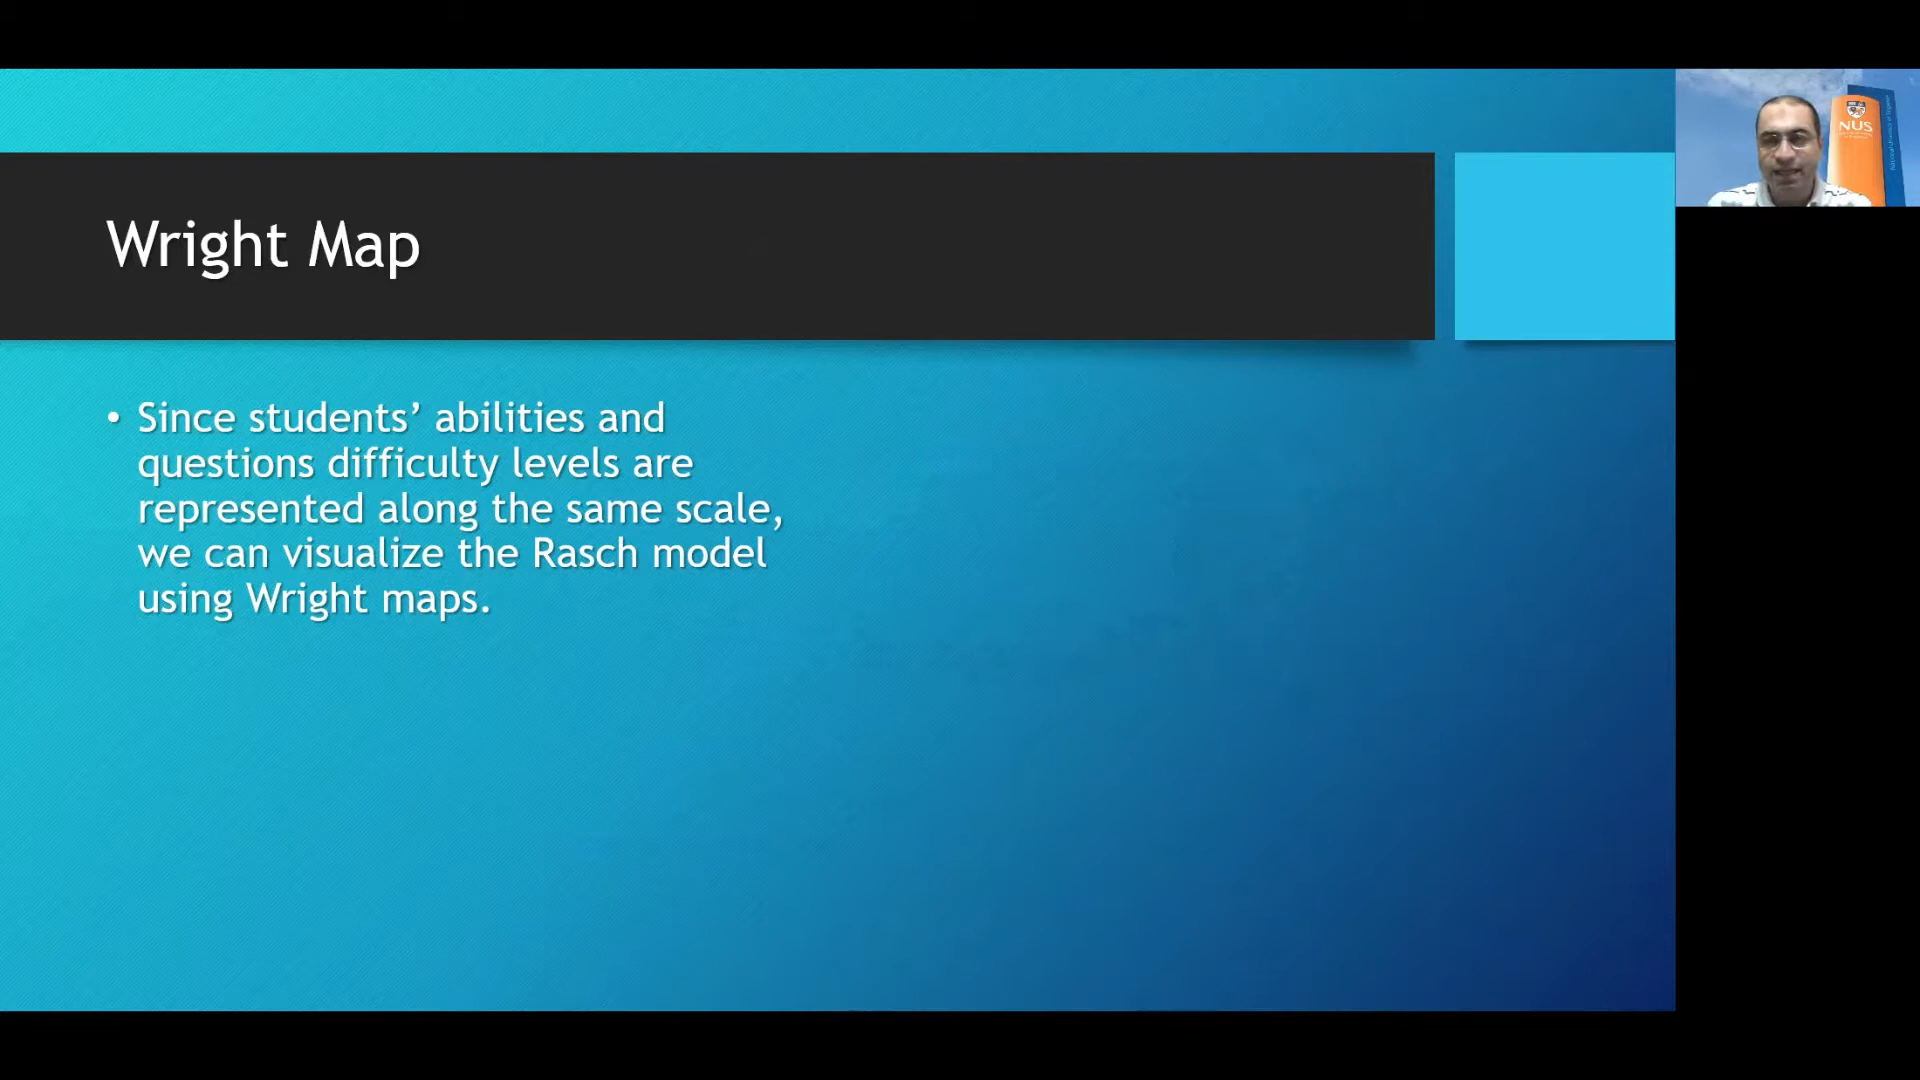 Wright Map
• Since students’ abilities and
questions difficulty levels are
represented along the same scale,
we can visualize the Rasch model
using Wright maps.
NUS